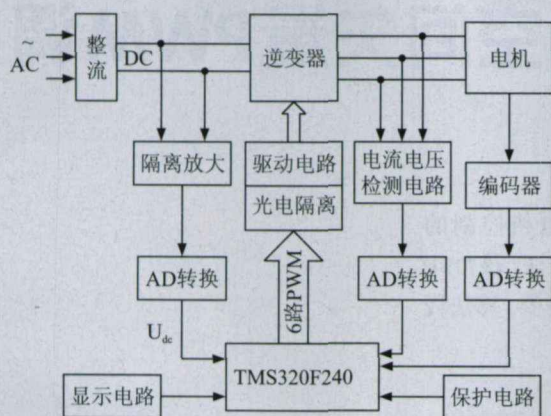 ~
AC
整流
DC
逆变器
电机
隔离放大
驱动电路
光电隔离
电流电压
检测电路
编码器
AD转换
6路PWM
AD转换
AD转换
Udc
TMS320F240
显示电路
保护电路